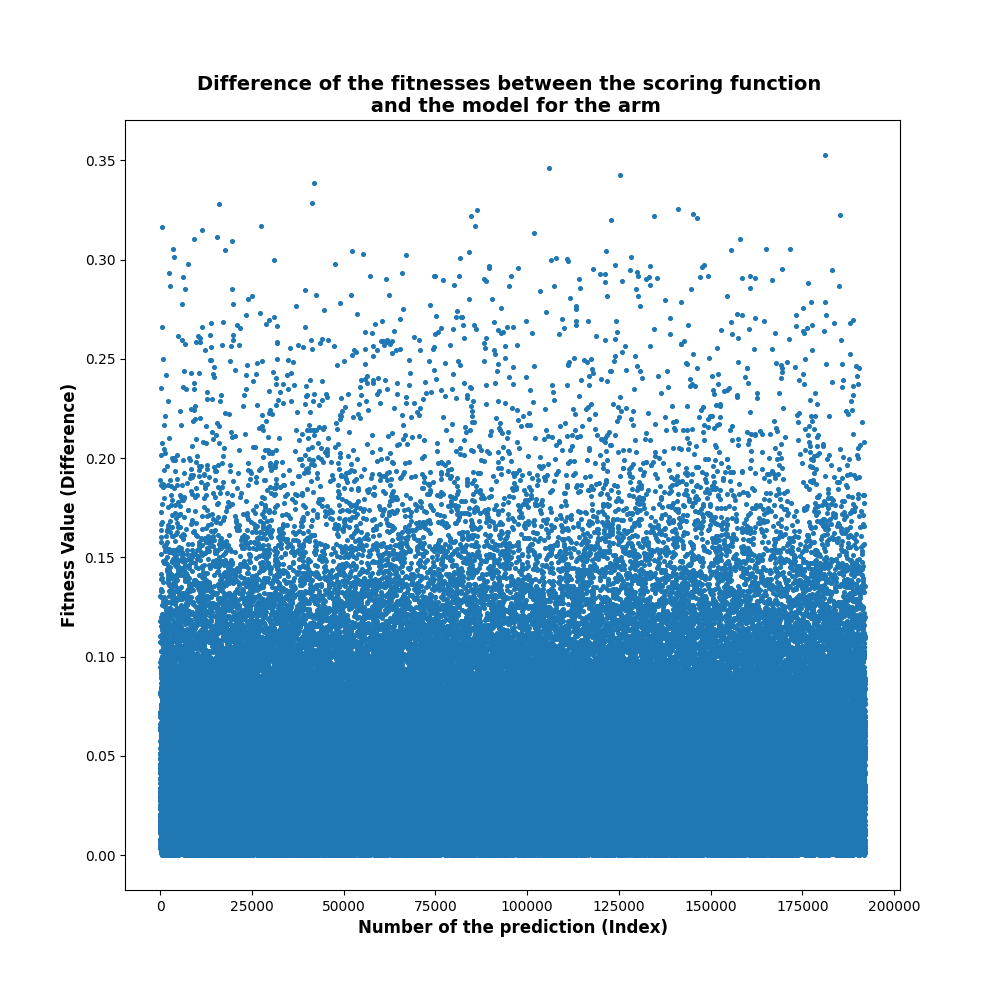 Difference of the fitnesses between the scoring function
and the model for the arm
0.35
0.30
0.25
0.20
0.15
0.10
0.05
0.00
Fitness Value (Difference)
0 25000 50000 75000 100000 125000 150000 175000 200000
Number of the prediction (Index)